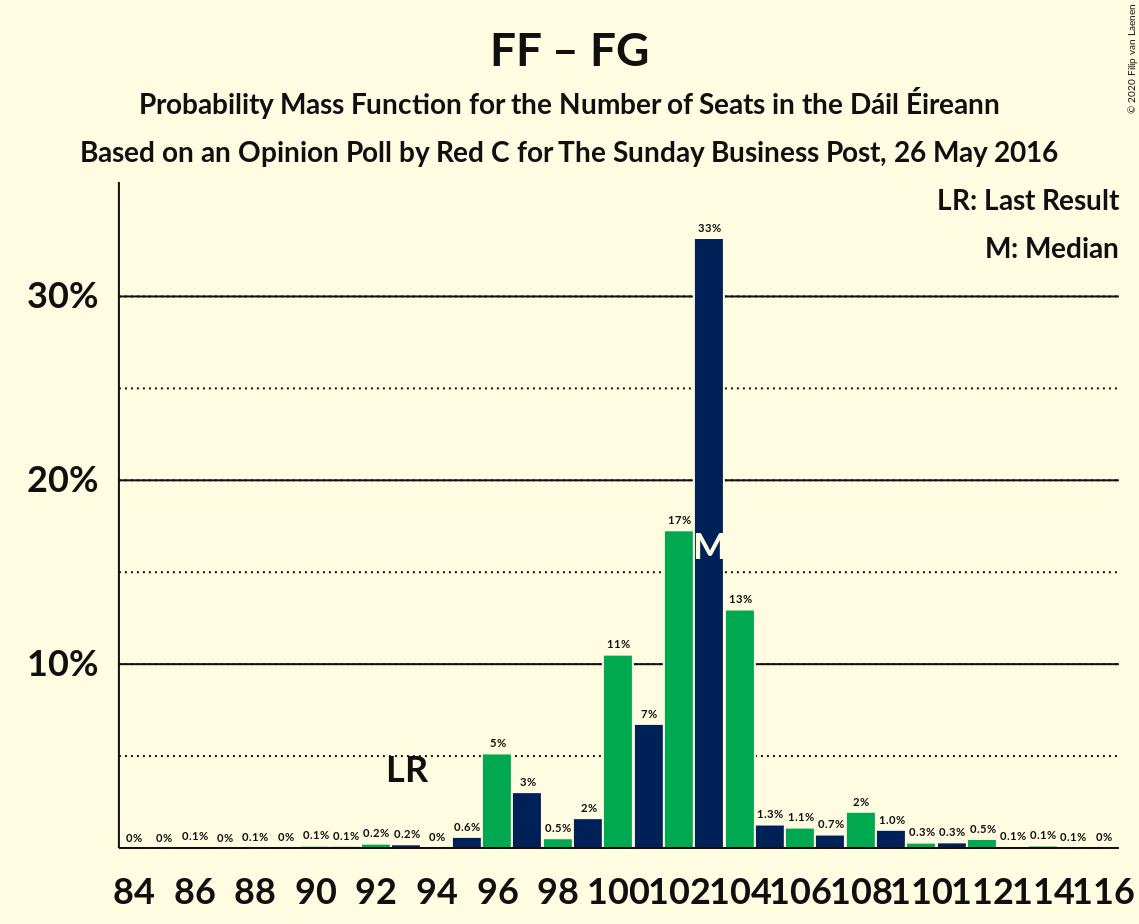 FF – FG
Probability Mass Function for the Number of Seats in the Dáil Éireann
Based on an Opinion Poll by Red C for The Sunday Business Post, 26 May 2016
© 2020 Filip van Laenen
LR: Last Result
M: Median
30%
20%
10%
0% 0% 0.1% 0% 0.1% 0% 0.1% 0.1% 0.2% 0.2% 0% 0.6% 5% 3% 0.5% 2% 11% 7% 17% 33% 13% 1.3% 1.1% 0.7% 2% 1.0% 0.3% 0.3% 0.5% 0.1% 0.1% 0.1% 0%
LR
M
84 86 88 90 92 94 96 98 100 102 104 106 108 110 112 114 116